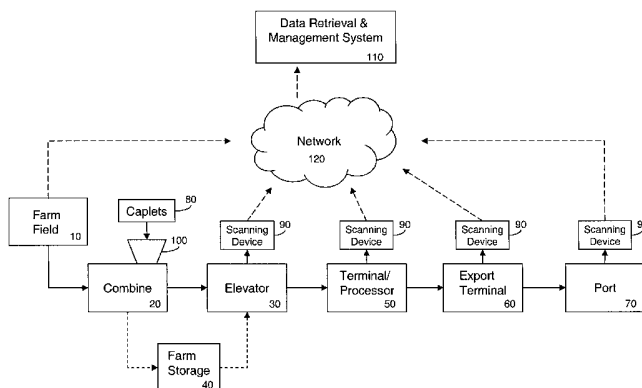 Data Retrieval &
Management System
110
Network
120
Farm
Field
10
Caplets
80
100
Scanning
Device
90
Scanning
Device
90
Scanning
Device
90
Scanning
Device
Combine
20
Elevator
30
Terminal/
Processor
50
Export
Terminal
60
Port
70
Farm
Storage
40